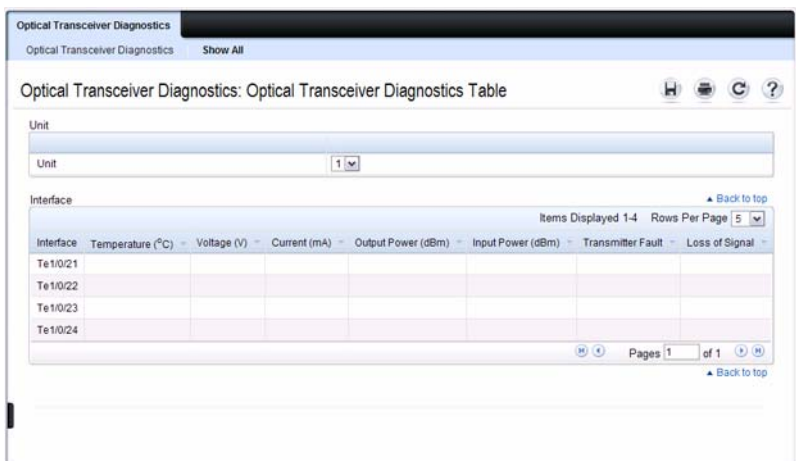 Optical Transceiver Diagnostics
Optical Transceiver Diagnostics Show All
Optical Transceiver Diagnostics: Optical Transceiver Diagnostics Table
Unit
Unit 1
Interface Back to top
Items Displayed 1-4 Rows Per Page 5
Interface Temperature (°C) Voltage (V) Current (mA) Output Power (dBm) Input Power (dBm) Transmitter Fault Loss of Signal
Te1/0/21
Te1/0/22
Te1/0/23
Te1/0/24
Pages 1 of 1
Back to top